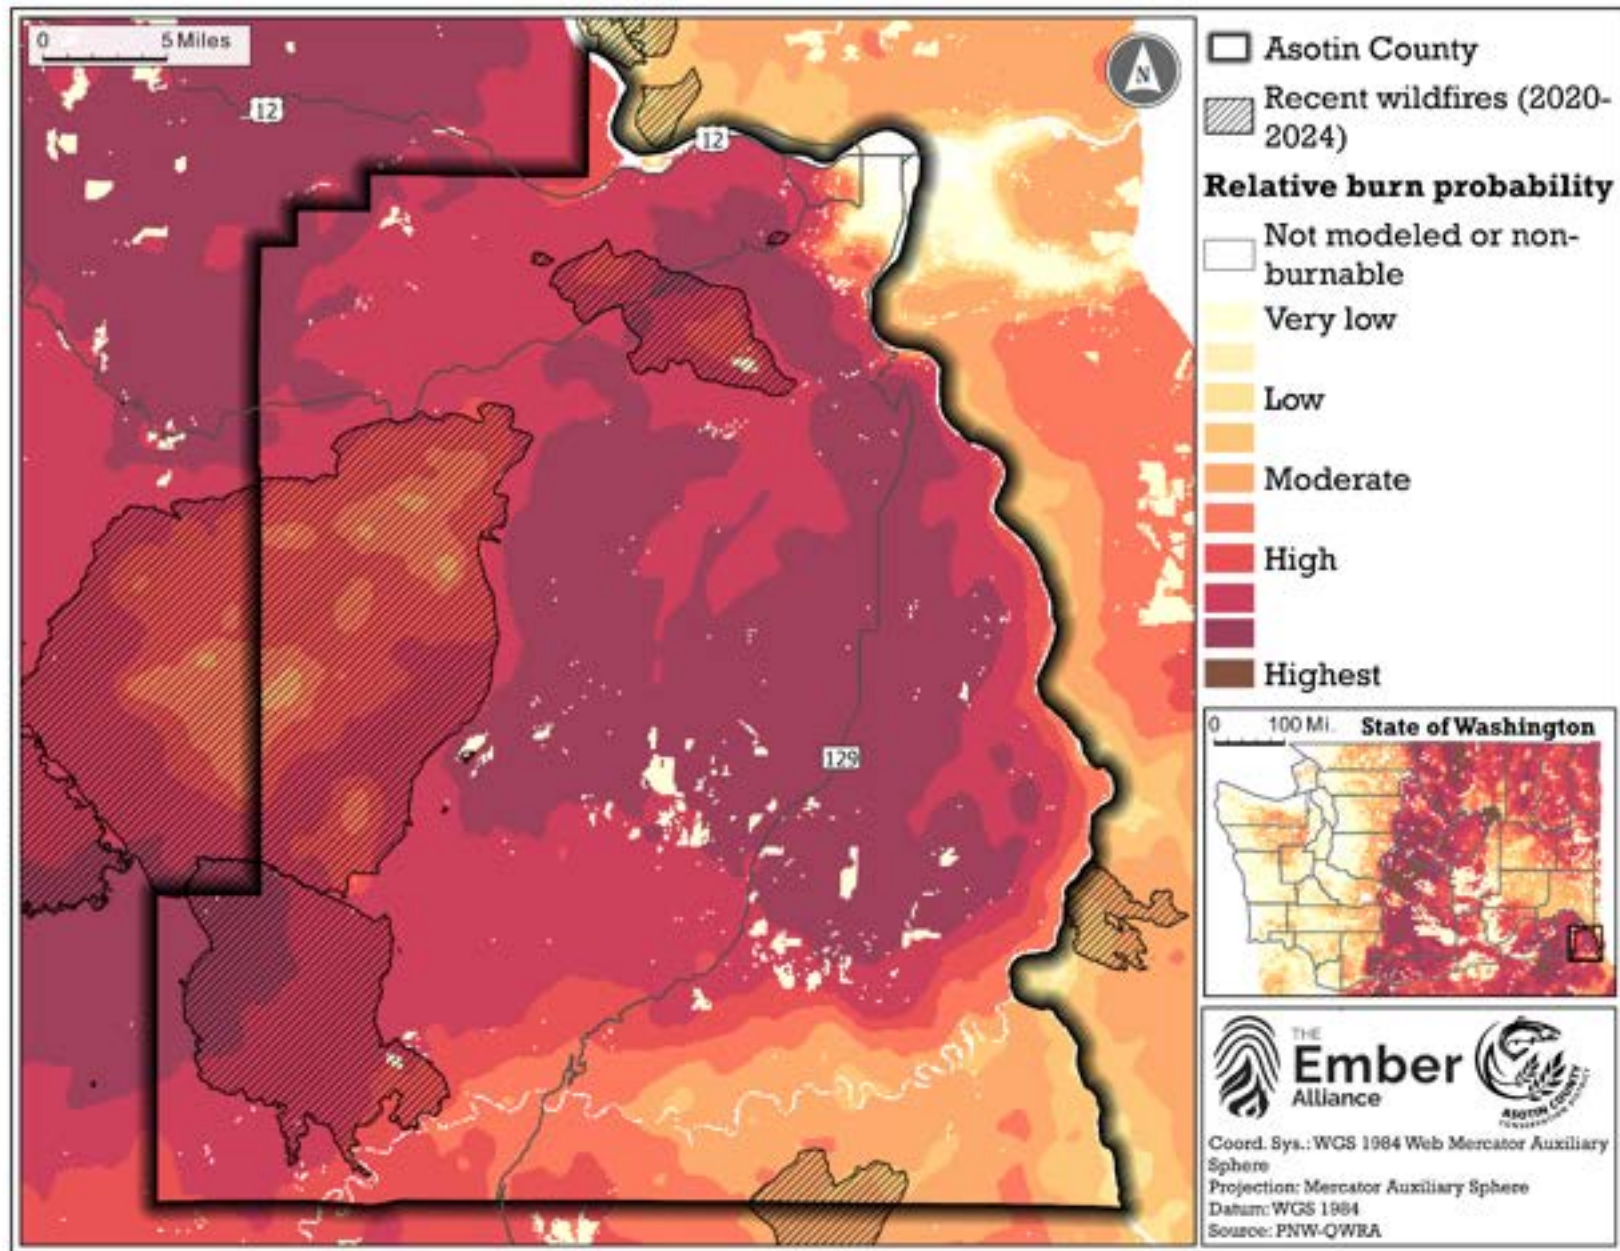 0 5 Miles
12
12
129
N
Asotin County
Recent wildfires (2020-
2024)
Relative burn probability
Not modeled or non-
burnable
Very low
Low
Moderate
High
Highest
0 100 Mi. State of Washington
THE
Ember
Alliance
ASOTIN COUNTY
CONSERVATION DISTRICT
Coord. Sys.: WGS 1984 Web Mercator Auxiliary
Sphere
Projection: Mercator Auxiliary Sphere
Datum: WGS 1984
Source: PNW-QWRA